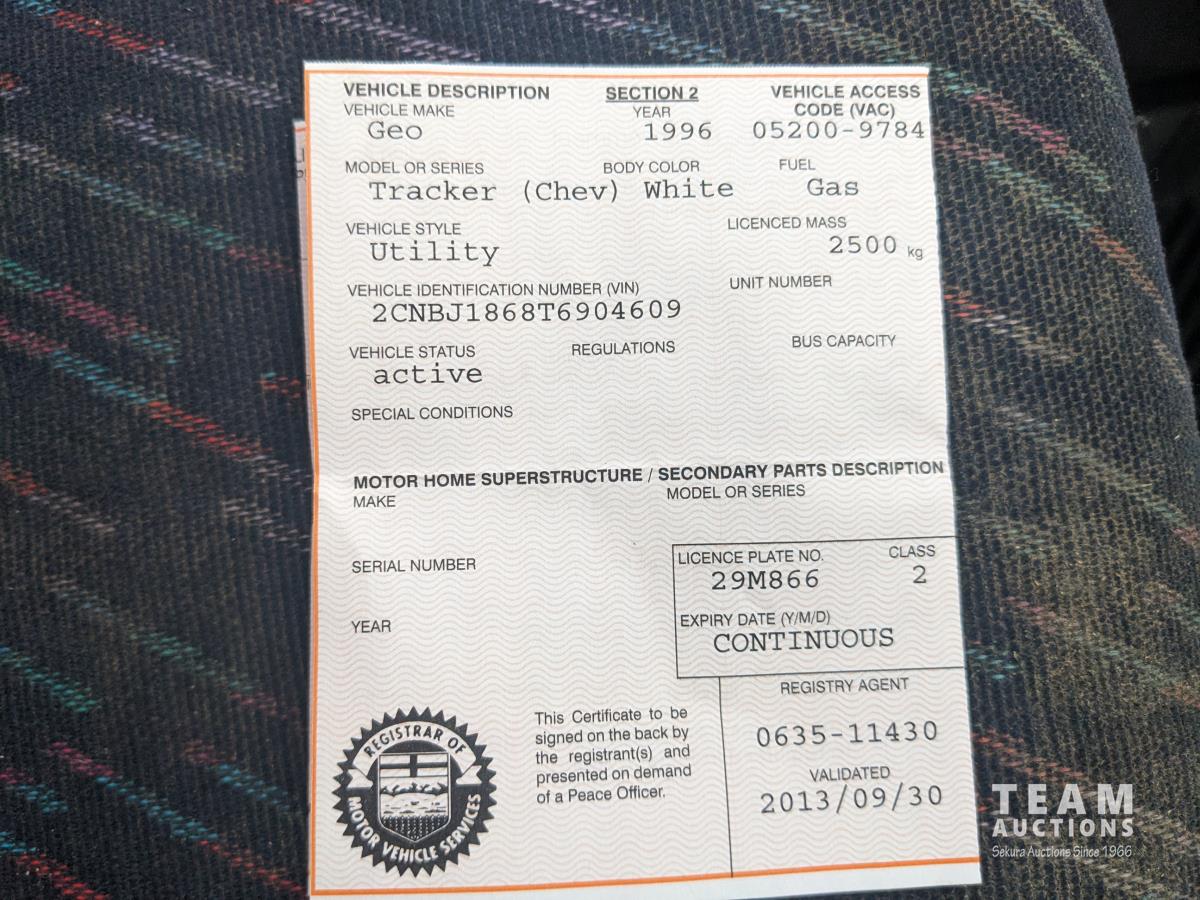 VEHICLE DESCRIPTION SECTION 2 VEHICLE ACCESS
VEHICLE MAKE YEAR CODE (VAC)
Geo 1996 05200-9784
MODEL OR SERIES BODY COLOR FUEL
Tracker (Chev) White Gas
VEHICLE STYLE LICENCED MASS
Utility 2500 kg
VEHICLE IDENTIFICATION NUMBER (VIN) UNIT NUMBER
2CNBJ1868T6904609
VEHICLE STATUS REGULATIONS BUS CAPACITY
active
SPECIAL CONDITIONS
MOTOR HOME SUPERSTRUCTURE / SECONDARY PARTS DESCRIPTION
MAKE MODEL OR SERIES
SERIAL NUMBER
YEAR
LICENCE PLATE NO. CLASS
29M866 2
EXPIRY DATE (Y/M/D)
CONTINUOUS
REGISTRAR OF
MOTOR VEHICLE SERVICES
This Certificate to be
signed on the back by
the registrant(s) and
presented on demand
of a Peace Officer.
REGISTRY AGENT
0635-11430
VALIDATED
2013/09/30
TEAM
AUCTIONS
Sekura Auctions Since 1966